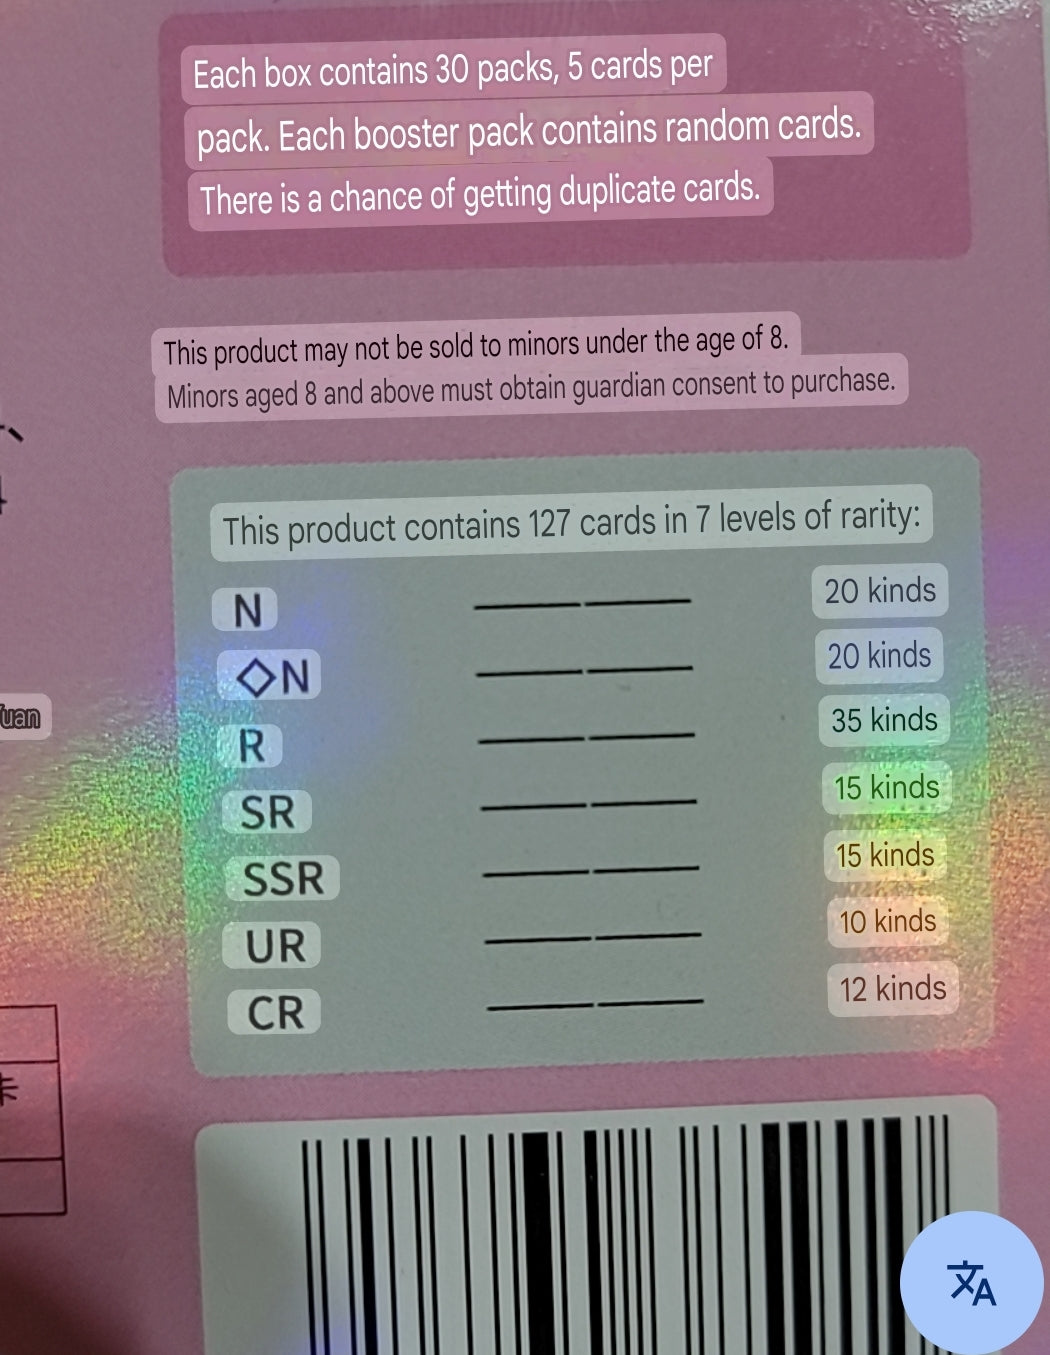 Each box contains 30 packs, 5 cards per
pack. Each booster pack contains random cards.
There is a chance of getting duplicate cards.
This product may not be sold to minors under the age of 8.
Minors aged 8 and above must obtain guardian consent to purchase.
This product contains 127 cards in 7 levels of rarity:
N —— 20 kinds
◇N —— 20 kinds
uan
R —— 35 kinds
SR —— 15 kinds
SSR —— 15 kinds
UR —— 10 kinds
CR —— 12 kinds
卡